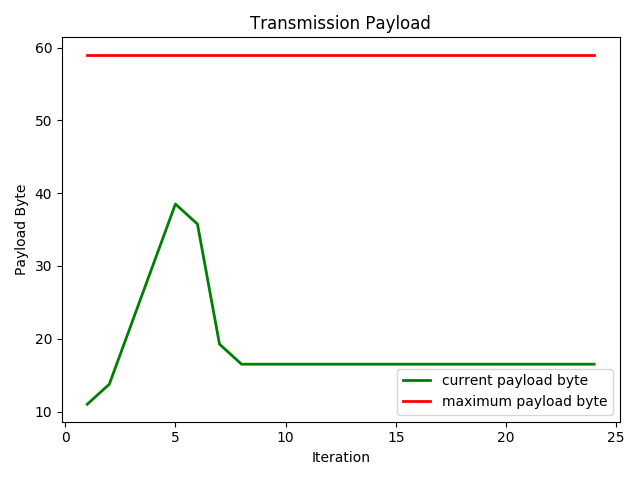 Transmission Payload
Payload Byte
60
50
40
30
20
10
0
5
10
15
20
25
Iteration
current payload byte
maximum payload byte